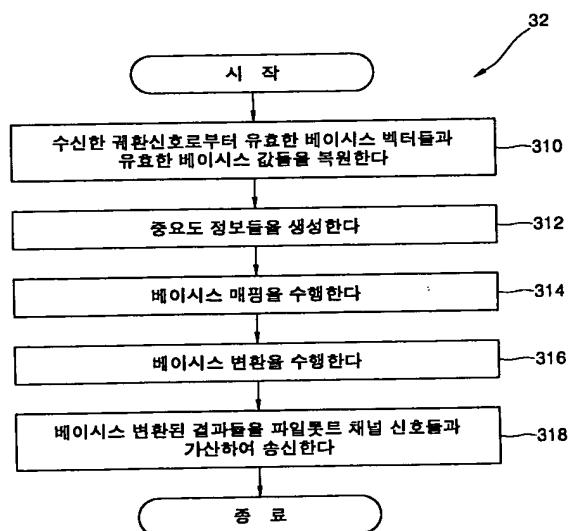 32
시 작
수신한 궤환신호로부터 유효한 베이시스 벡터들과
유효한 베이시스 값들을 복원한다
310
중요도 정보들을 생성한다
312
베이시스 매핑을 수행한다
314
베이시스 변환을 수행한다
316
베이시스 변환된 결과들을 파일롯트 채널 신호들과
가산하여 송신한다
318
종 료